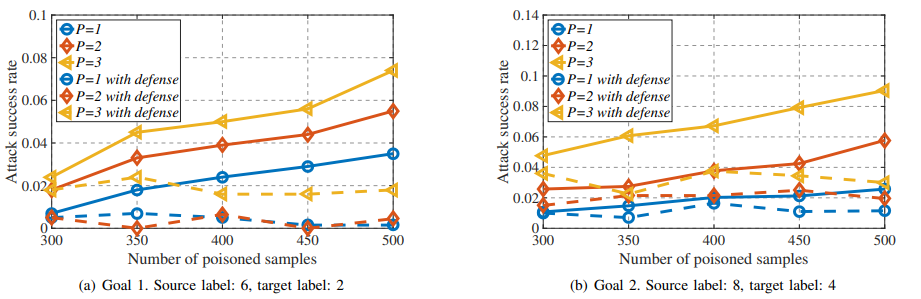 0.1
0.08
0.06
0.04
0.02
0
Attack success rate
P=1
P=2
P=3
P=1 with defense
P=2 with defense
P=3 with defense
300 350 400 450 500
Number of poisoned samples
(a) Goal 1. Source label: 6, target label: 2
0.14
0.12
0.1
0.08
0.06
0.04
0.02
0
Attack success rate
P=1
P=2
P=3
P=1 with defense
P=2 with defense
P=3 with defense
300 350 400 450 500
Number of poisoned samples
(b) Goal 2. Source label: 8, target label: 4